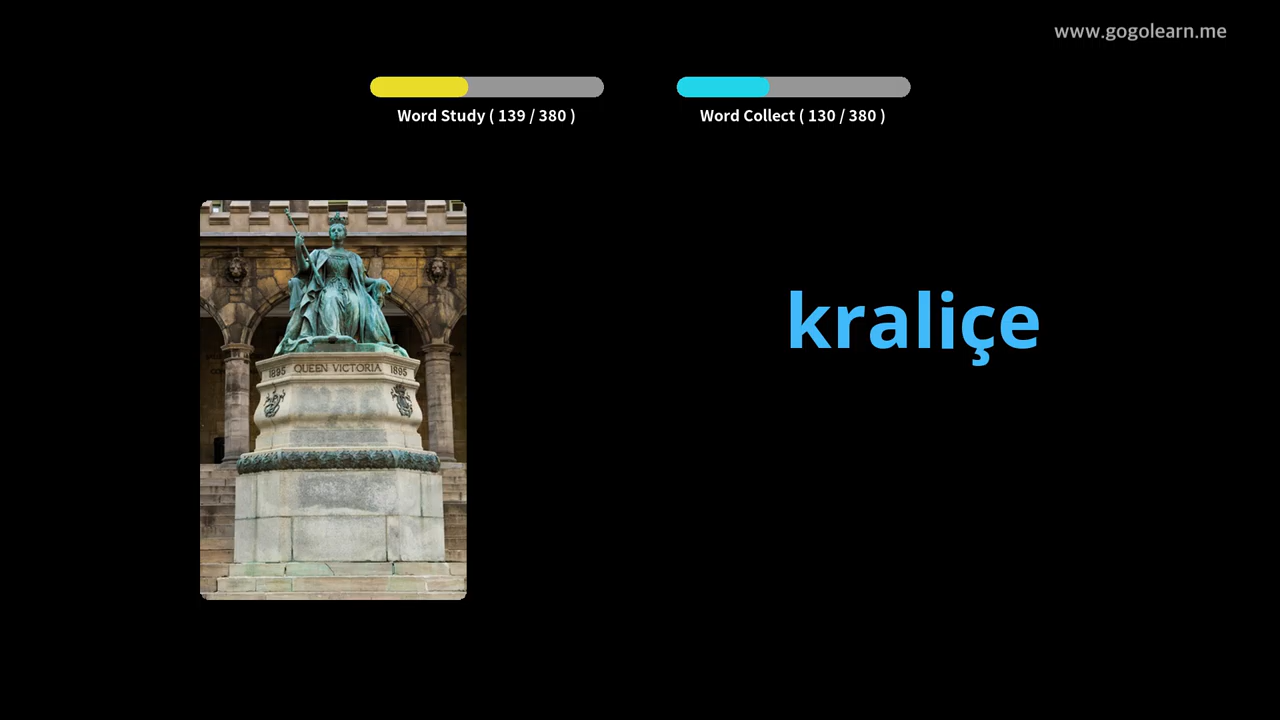 www.gogolearn.me
Word Study ( 139 / 380 )
Word Collect ( 130 / 380 )
1895 QUEEN VICTORIA 1895
kraliçe